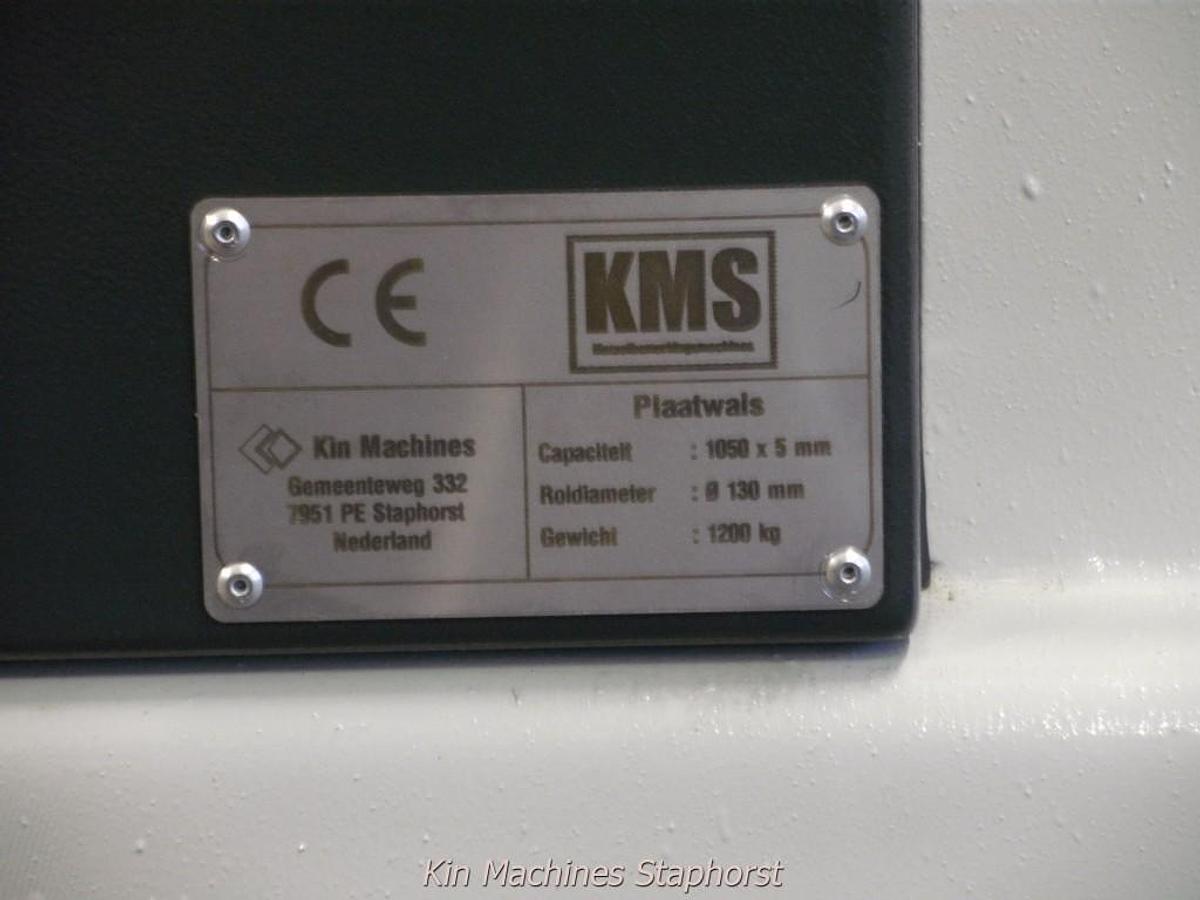 CE
KMS
Kin Machines
Gemeenteweg 332
7951 PE Staphorst
Nederland
Plaatwals
Capaciteit : 1050 x 5 mm
Roldiameter : Ø 130 mm
Gewicht : 1200 kg
Kin Machines Staphorst